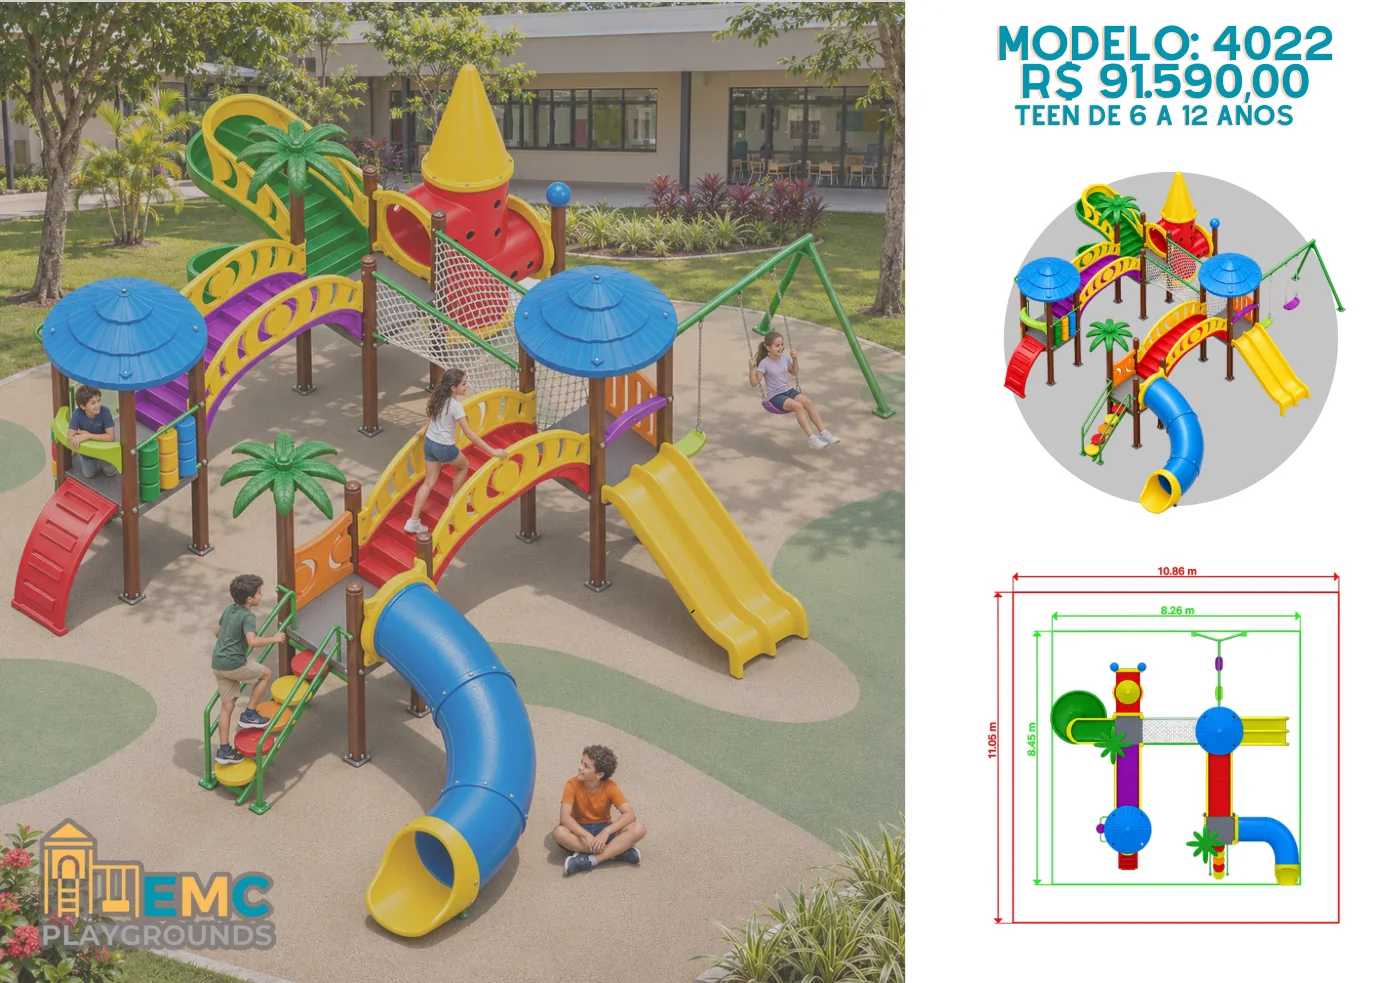 MODELO: 4022
R$ 91.590,00
TEEN DE 6 A 12 ANOS
10.86 m
8.26 m
11.05 m
8.45 m
EMC
PLAYGROUNDS